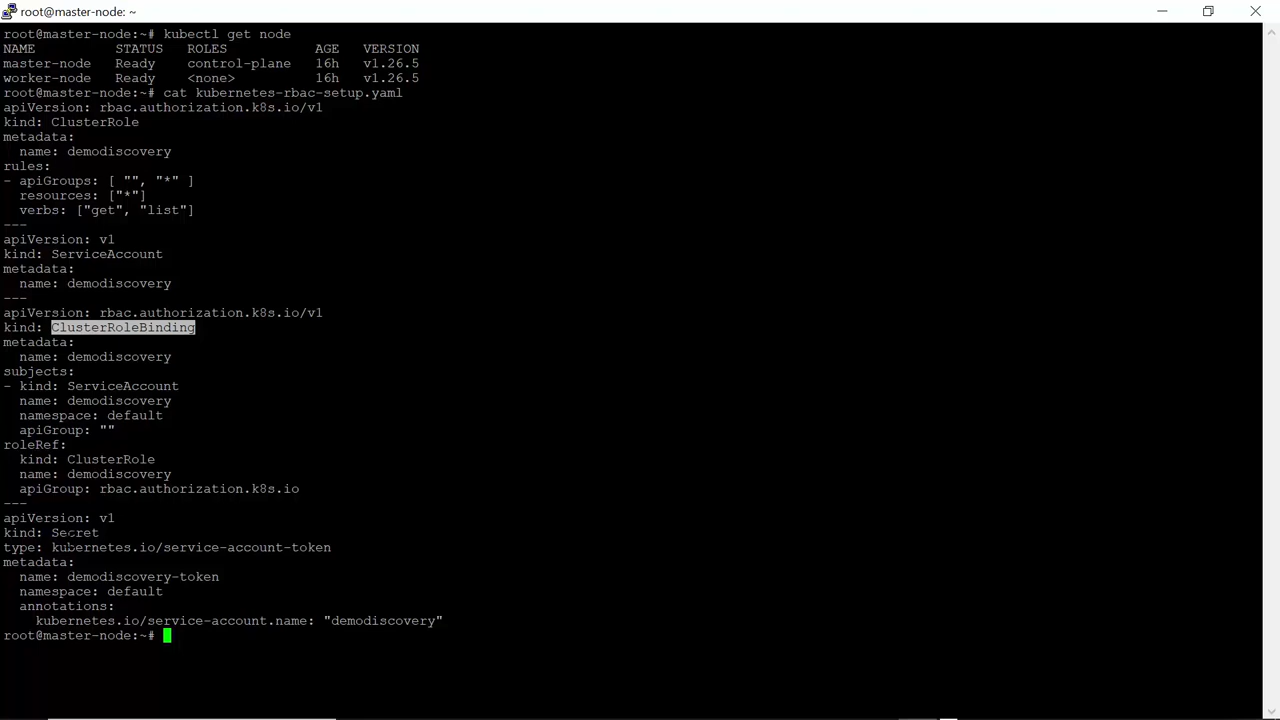 root@master-node: ~
root@master-node:~# kubectl get node
NAME          STATUS   ROLES           AGE   VERSION
master-node   Ready    control-plane   16h   v1.26.5
worker-node   Ready    <none>          16h   v1.26.5
root@master-node:~# cat kubernetes-rbac-setup.yaml
apiVersion: rbac.authorization.k8s.io/v1
kind: ClusterRole
metadata:
  name: demodiscovery
rules:
- apiGroups: [ "", "*" ]
  resources: ["*"]
  verbs: ["get", "list"]
---
apiVersion: v1
kind: ServiceAccount
metadata:
  name: demodiscovery
---
apiVersion: rbac.authorization.k8s.io/v1
kind: ClusterRoleBinding
metadata:
  name: demodiscovery
subjects:
- kind: ServiceAccount
  name: demodiscovery
  namespace: default
  apiGroup: ""
roleRef:
  kind: ClusterRole
  name: demodiscovery
  apiGroup: rbac.authorization.k8s.io
---
apiVersion: v1
kind: Secret
type: kubernetes.io/service-account-token
metadata:
  name: demodiscovery-token
  namespace: default
  annotations:
    kubernetes.io/service-account.name: "demodiscovery"
root@master-node:~#